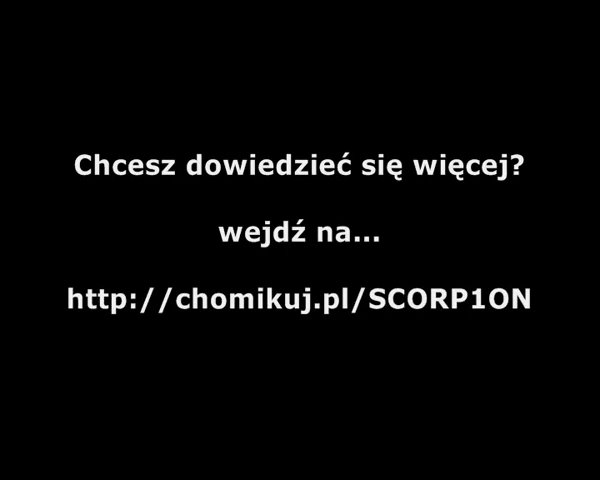 Chcesz dowiedzieć się więcej?
wejdź na...
http://chomikuj.pl/SCORP1ON